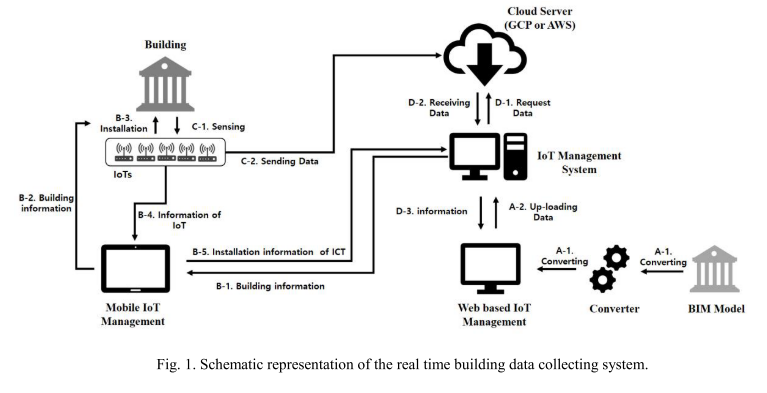 Cloud Server
(GCP or AWS)
Building
B-3.
Installation
C-1. Sensing
D-2. Receiving
Data
D-1. Request
Data
IoTs
C-2. Sending Data
IoT Management
System
B-2. Building
information
B-4. Information of
IoT
D-3. information
A-2. Up-loading
Data
B-5. Installation information of ICT
A-1.
Converting
A-1.
Converting
B-1. Building information
Mobile IoT
Management
Web based IoT
Management
Converter
BIM Model
Fig. 1. Schematic representation of the real time building data collecting system.